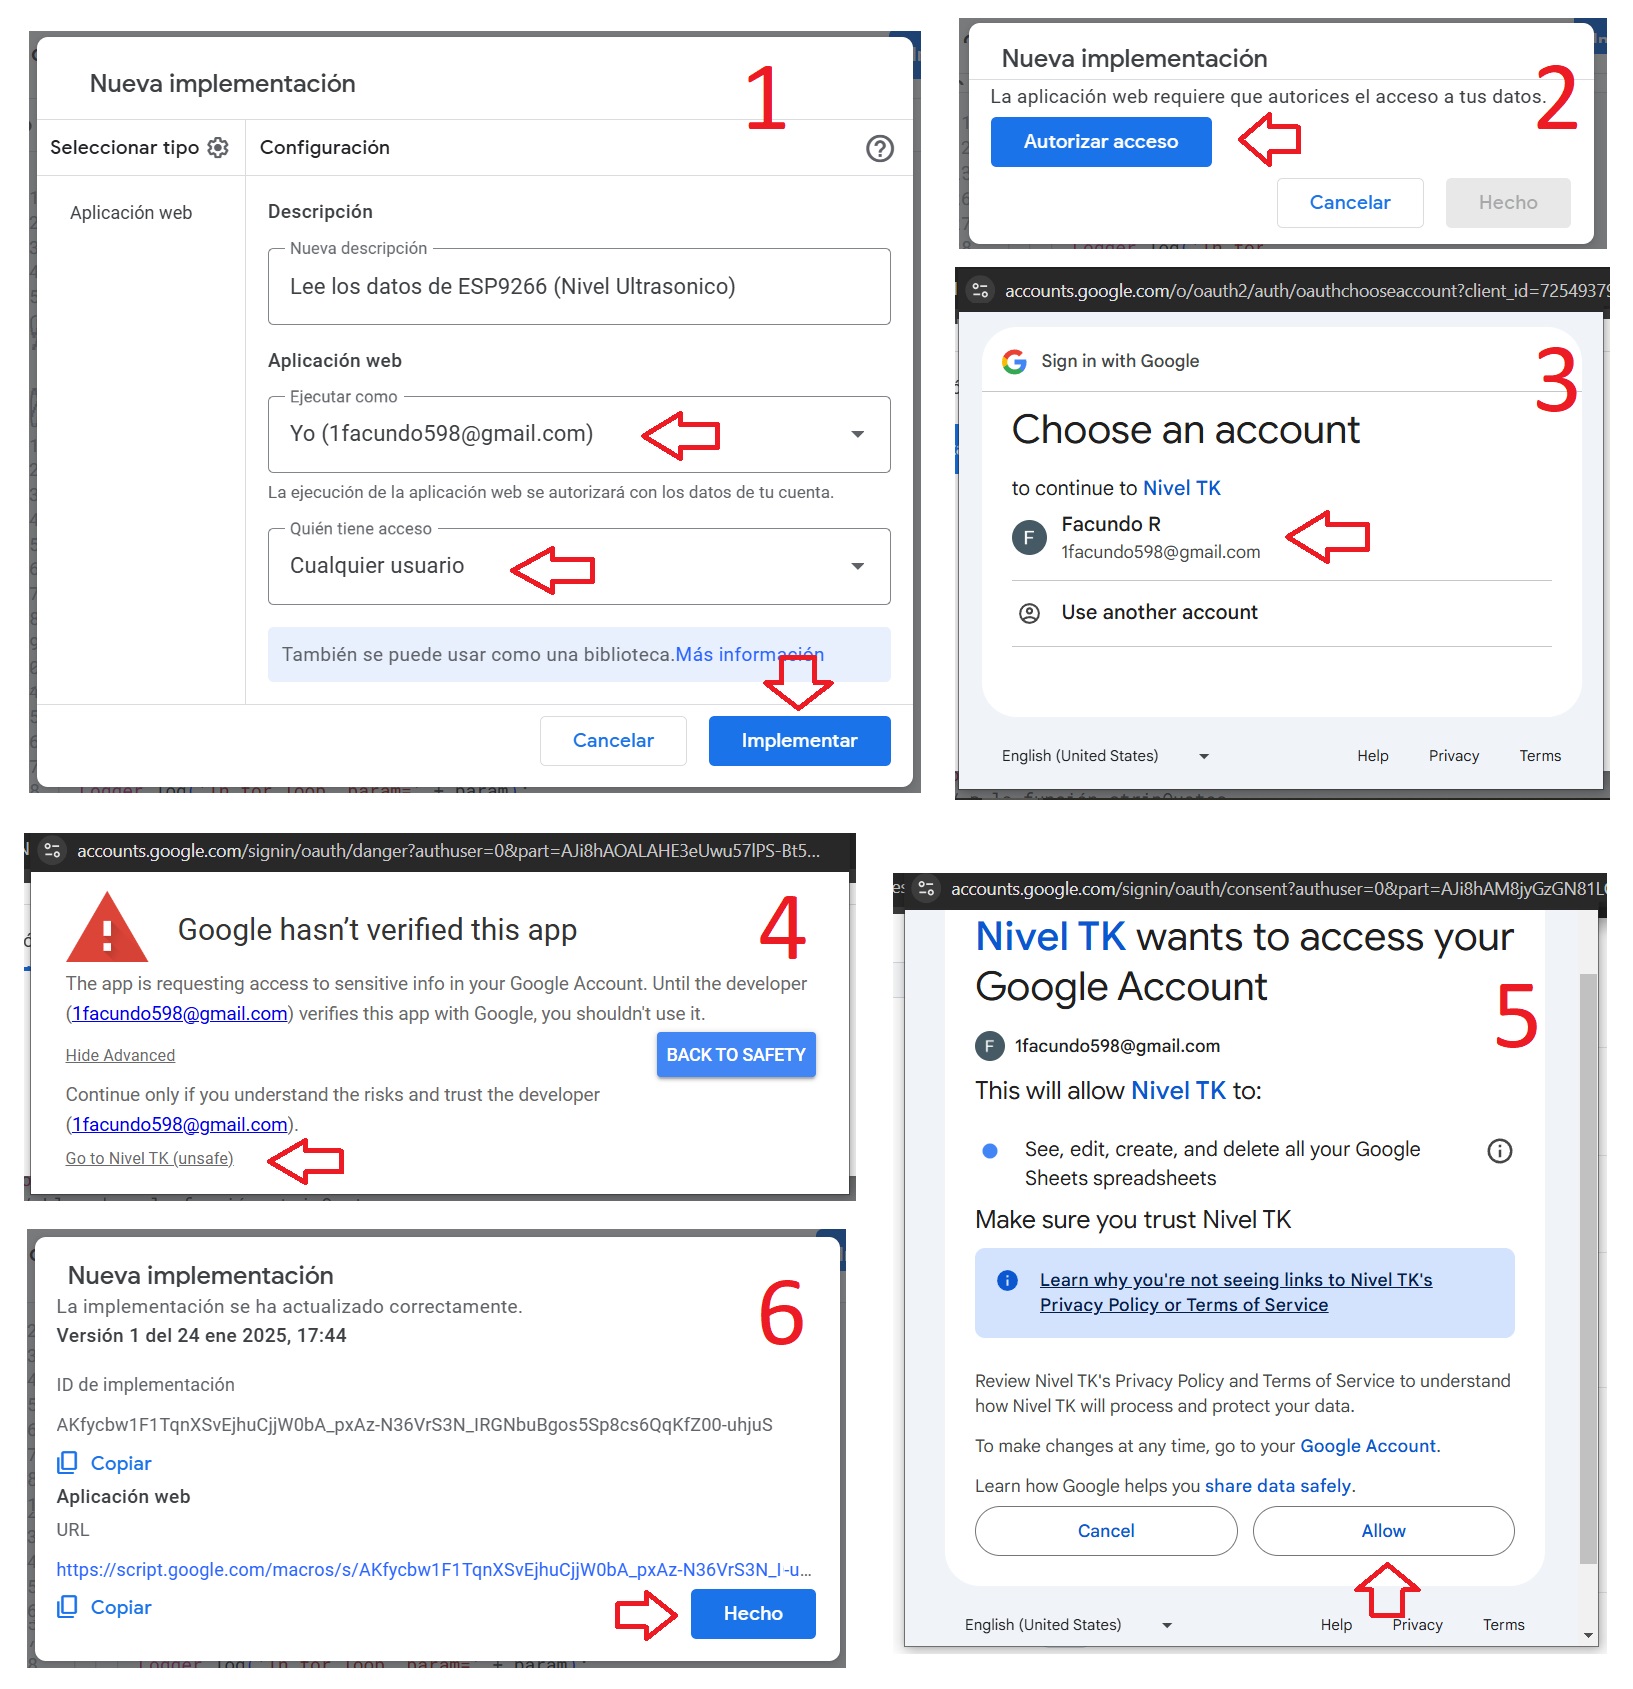 Nueva implementación
1
Seleccionar tipo
Configuración
Aplicación web
Descripción
Nueva descripción
Lee los datos de ESP9266 (Nivel Ultrasonico)
Aplicación web
Ejecutar como
Yo (1facundo598@gmail.com)
La ejecución de la aplicación web se autorizará con los datos de tu cuenta.
Quién tiene acceso
Cualquier usuario
También se puede usar como una biblioteca.Más información
Cancelar
Implementar
Logger.log('In for loop, param=' + param);
Nueva implementación
2
La aplicación web requiere que autorices el acceso a tus datos.
Autorizar acceso
Cancelar
Hecho
accounts.google.com/o/oauth2/auth/oauthchooseaccount?client_id=72549379
Sign in with Google
3
Choose an account
to continue to Nivel TK
F
Facundo R
1facundo598@gmail.com
Use another account
English (United States)
Help
Privacy
Terms
accounts.google.com/signin/oauth/danger?authuser=0&part=AJi8hAOALAHE3eUwu57lPS-Bt5...
4
Google hasn't verified this app
The app is requesting access to sensitive info in your Google Account. Until the developer
(1facundo598@gmail.com) verifies this app with Google, you shouldn't use it.
Hide Advanced
BACK TO SAFETY
Continue only if you understand the risks and trust the developer
(1facundo598@gmail.com).
Go to Nivel TK (unsafe)
accounts.google.com/signin/oauth/consent?authuser=0&part=AJi8hAM8jyGzGN81L
Nivel TK wants to access your
Google Account
5
F
1facundo598@gmail.com
This will allow Nivel TK to:
See, edit, create, and delete all your Google
Sheets spreadsheets
Make sure you trust Nivel TK
Learn why you're not seeing links to Nivel TK's
Privacy Policy or Terms of Service
Review Nivel TK's Privacy Policy and Terms of Service to understand
how Nivel TK will process and protect your data.
To make changes at any time, go to your Google Account.
Learn how Google helps you share data safely.
Cancel
Allow
English (United States)
Help
Privacy
Terms
Nueva implementación
6
La implementación se ha actualizado correctamente.
Versión 1 del 24 ene 2025, 17:44
ID de implementación
AKfycbw1F1TqnXSvEjhuCjjW0bA_pxAz-N36VrS3N_IRGNbuBgos5Sp8cs6QqKfZ00-uhjuS
Copiar
Aplicación web
URL
https://script.google.com/macros/s/AKfycbw1F1TqnXSvEjhuCjjW0bA_pxAz-N36VrS3N_I-u...
Copiar
Hecho